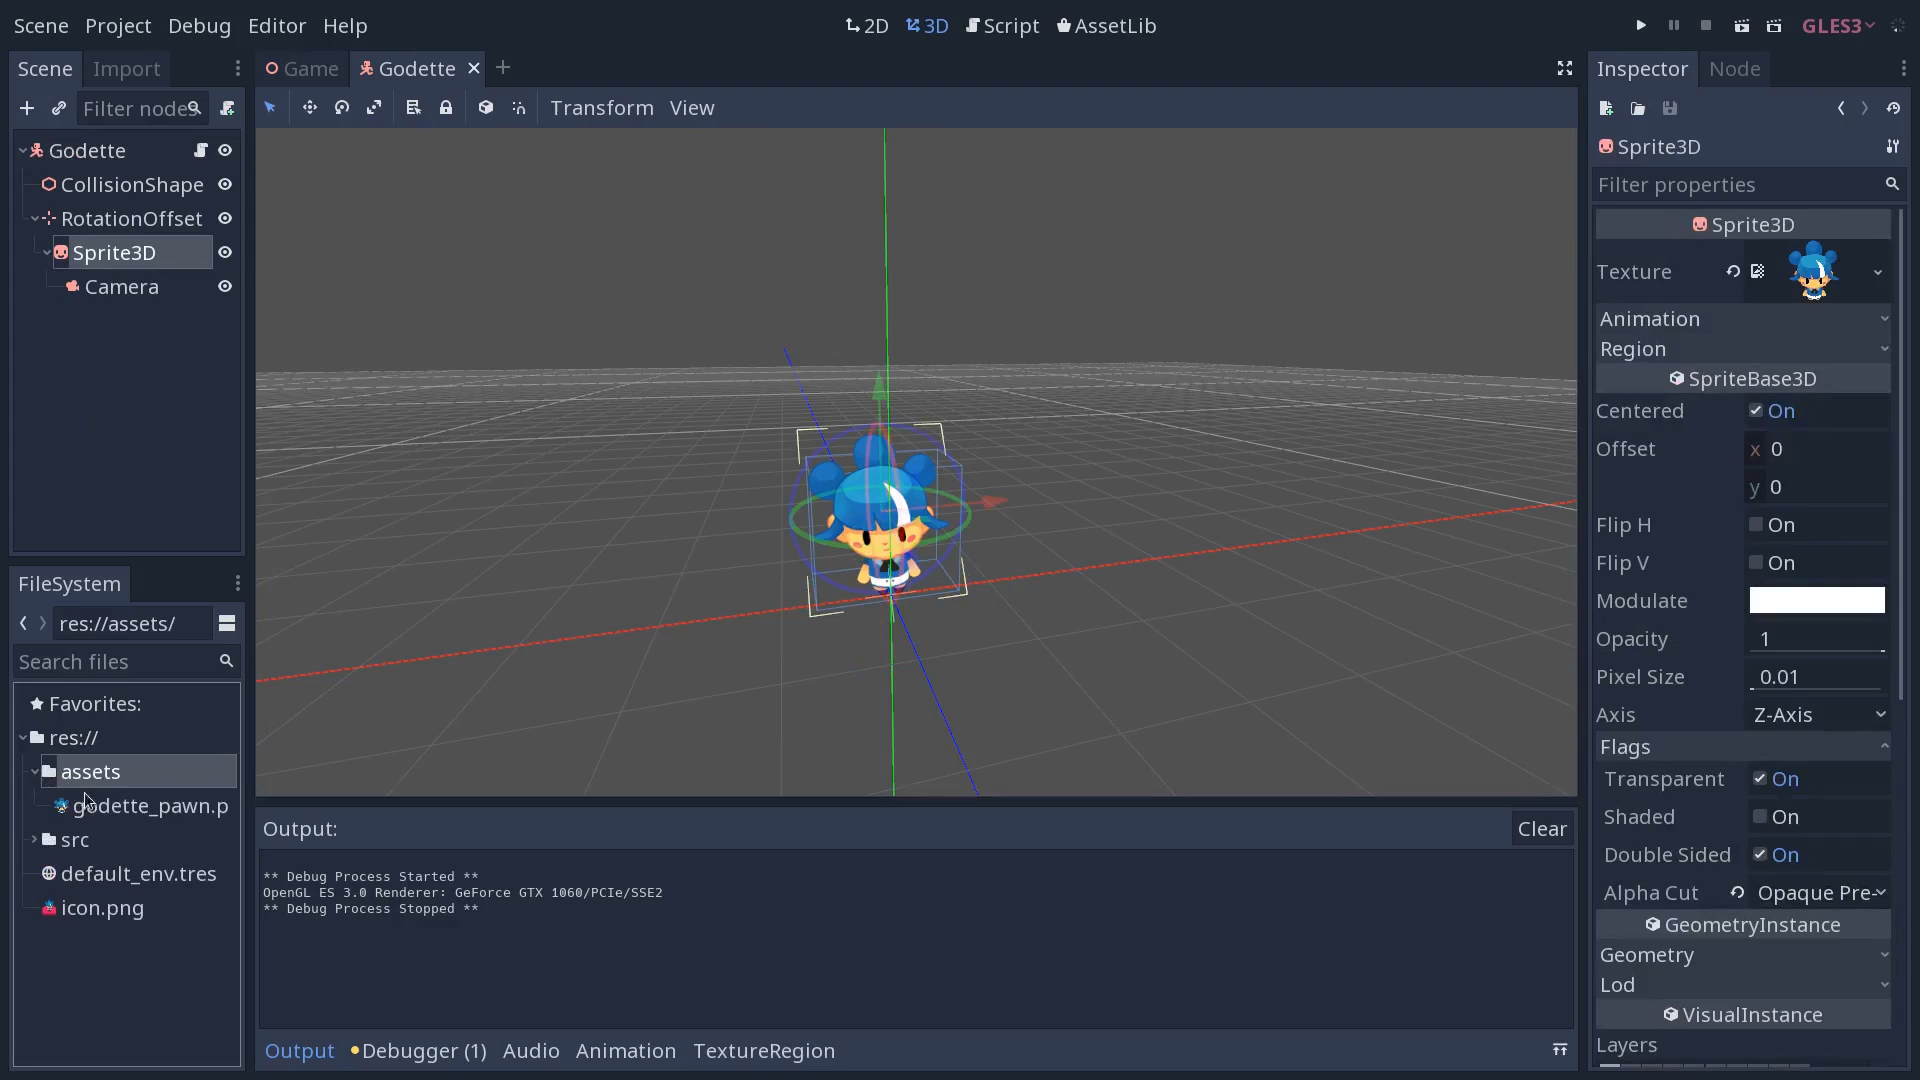 Scene Project Debug Editor Help
2D 3D Script AssetLib
GLES3
Scene Import
Game Godette
Inspector Node
Filter nodes
Transform View
Godette
CollisionShape
RotationOffset
Sprite3D
Camera
Sprite3D
Filter properties
Sprite3D
Texture
Animation
Region
SpriteBase3D
Centered On
Offset x 0
y 0
Flip H On
Flip V On
Modulate
Opacity 1
Pixel Size 0.01
Axis Z-Axis
Flags
Transparent On
Shaded On
Double Sided On
Alpha Cut Opaque Pre-
GeometryInstance
Geometry
Lod
VisualInstance
Layers
FileSystem
res://assets/
Search files
Favorites:
res://
assets
godette_pawn.p
src
default_env.tres
icon.png
Output:
Clear
** Debug Process Started **
OpenGL ES 3.0 Renderer: GeForce GTX 1060/PCIe/SSE2
** Debug Process Stopped **
Output Debugger (1) Audio Animation TextureRegion